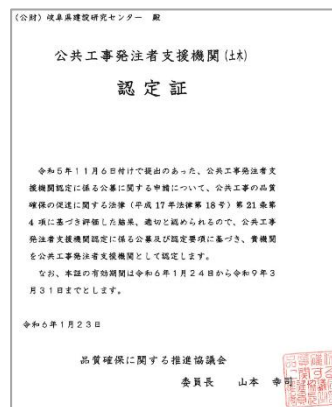 (公財) 岐阜県建設研究センター 殿
公共工事発注者支援機関(土木)
認定証
令和5年11月6日付けで提出のあった、公共工事発注者支
援機関認定に係る公募に関する申請について、公共工事の品質
確保の促進に関する法律(平成17年法律第18号)第21条第
4項に基づき評価した結果、適切と認められるので、公共工事
発注者支援機関認定に係る公募及び認定要項に基づき、貴機関
を公共工事発注者支援機関として認定します。
なお、本証の有効期間は令和6年1月24日から令和9年3
月31日までとします。
令和6年1月23日
品質確保に関する推進協議会
委員長 山本 幸司